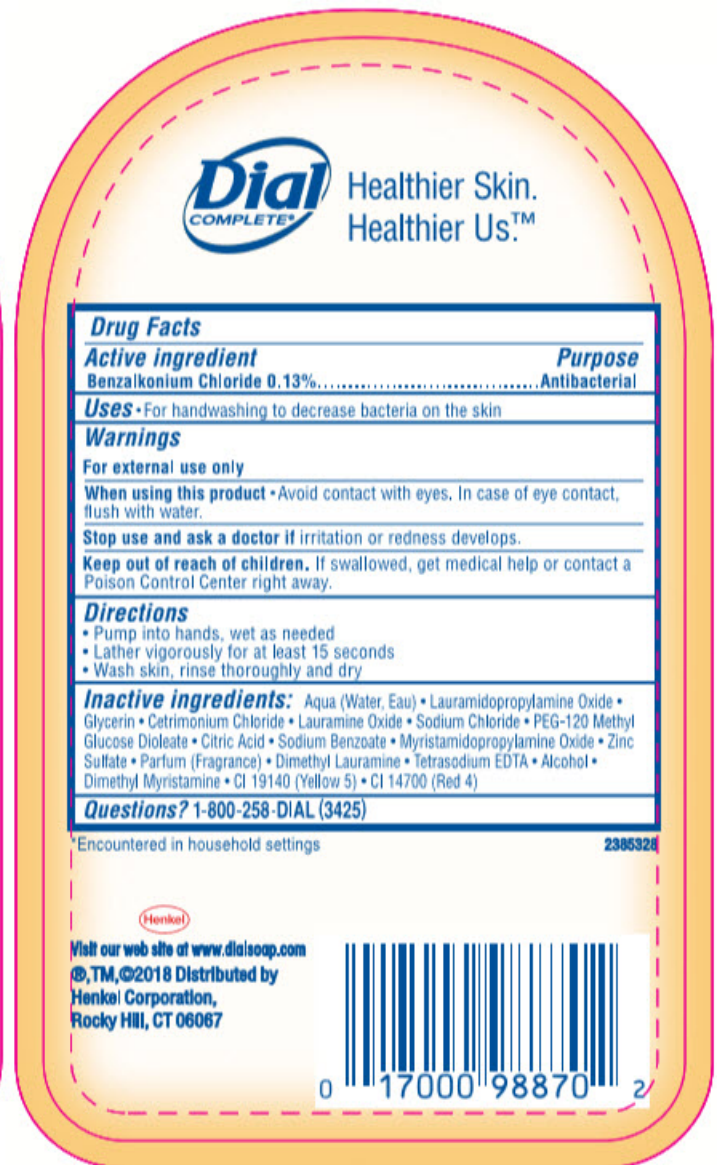 Dial
COMPLETE®
Healthier Skin.
Healthier Us.™
Drug Facts
Active ingredient Purpose
Benzalkonium Chloride 0.13%......................................Antibacterial
Uses • For handwashing to decrease bacteria on the skin
Warnings
For external use only
When using this product • Avoid contact with eyes. In case of eye contact,
flush with water.
Stop use and ask a doctor if irritation or redness develops.
Keep out of reach of children. If swallowed, get medical help or contact a
Poison Control Center right away.
Directions
• Pump into hands, wet as needed
• Lather vigorously for at least 15 seconds
• Wash skin, rinse thoroughly and dry
Inactive ingredients: Aqua (Water, Eau) • Lauramidopropylamine Oxide •
Glycerin • Cetrimonium Chloride • Lauramine Oxide • Sodium Chloride • PEG-120 Methyl
Glucose Dioleate • Citric Acid • Sodium Benzoate • Myristamidopropylamine Oxide • Zinc
Sulfate • Parfum (Fragrance) • Dimethyl Lauramine • Tetrasodium EDTA • Alcohol •
Dimethyl Myristamine • CI 19140 (Yellow 5) • CI 14700 (Red 4)
Questions? 1-800-258-DIAL (3425)
*Encountered in household settings 2385328
Henkel
Visit our web site at www.dialsoap.com
®,TM,©2018 Distributed by
Henkel Corporation,
Rocky Hill, CT 06067
0 17000 98870 2